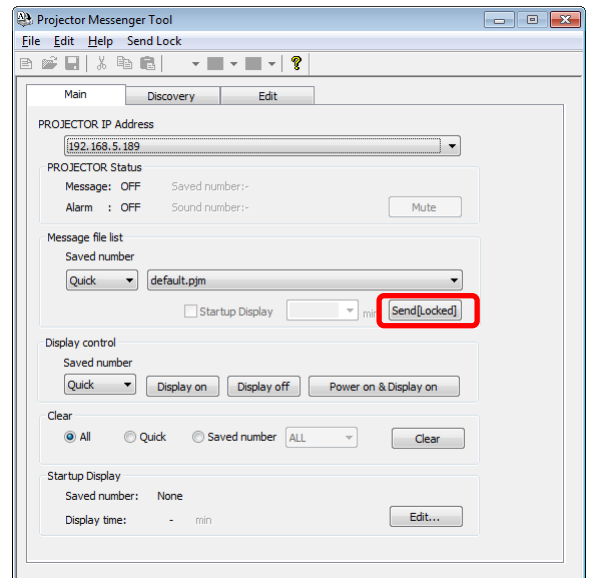 Projector Messenger Tool
File Edit Help Send Lock
Main Discovery Edit
PROJECTOR IP Address
192.168.5.189
PROJECTOR Status
Message: OFF Saved number:-
Alarm : OFF Sound number:- Mute
Message file list
Saved number
Quick default.pjm
Startup Display min Send[Locked]
Display control
Saved number
Quick Display on Display off Power on & Display on
Clear
All Quick Saved number ALL Clear
Startup Display
Saved number: None
Display time: - min Edit...